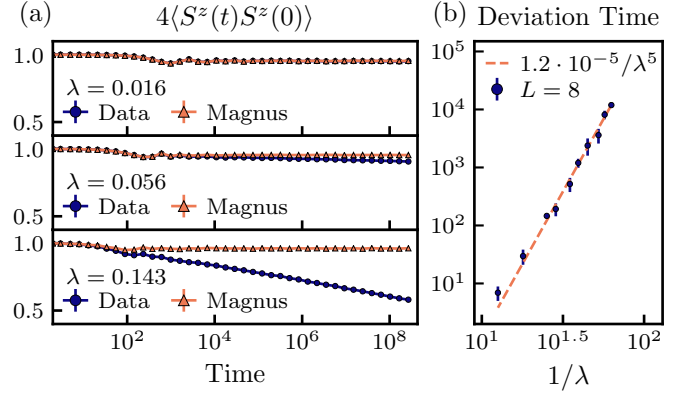 (a) 4⟨S^z(t)S^z(0)⟩
1.0
λ = 0.016
Data Magnus
0.5
1.0
λ = 0.056
Data Magnus
0.5
1.0
λ = 0.143
Data Magnus
0.5
10^2 10^4 10^6 10^8
Time
(b) Deviation Time
10^5
1.2 · 10^−5/λ^5
L = 8
10^4
10^3
10^2
10^1
10^1 10^1.5 10^2
1/λ